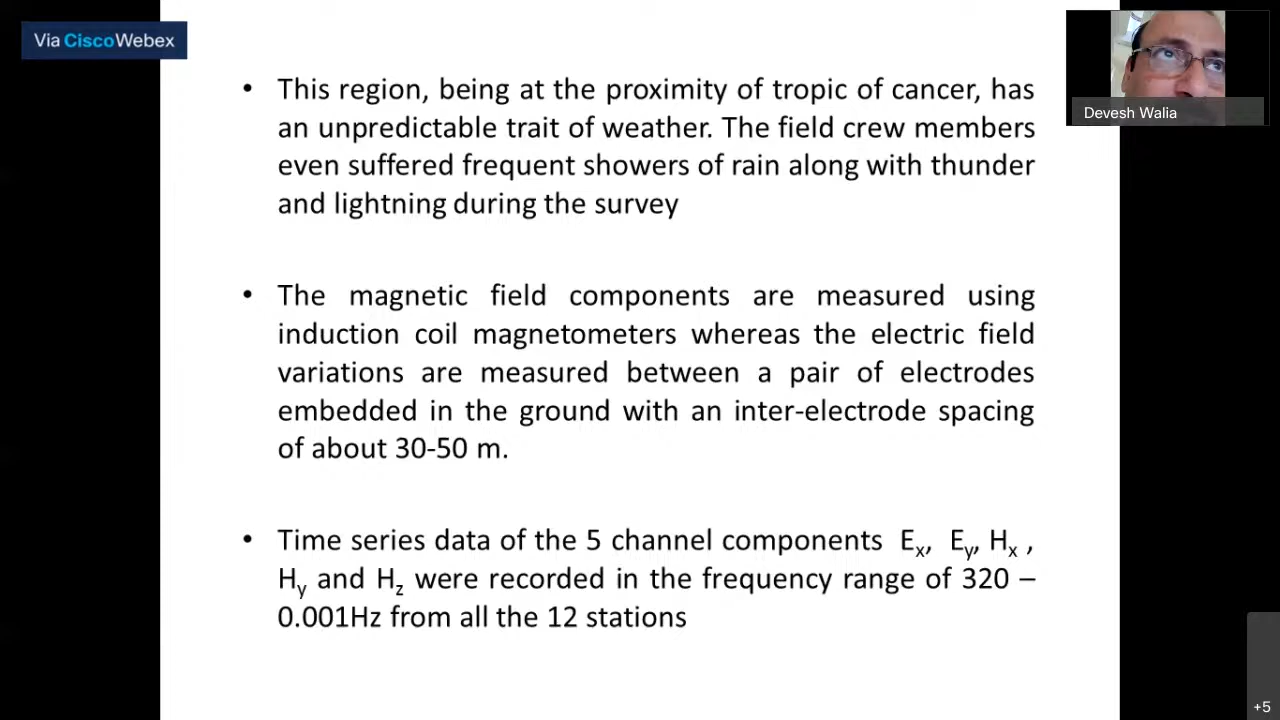 Via Cisco Webex
Devesh Walia
• This region, being at the proximity of tropic of cancer, has
an unpredictable trait of weather. The field crew members
even suffered frequent showers of rain along with thunder
and lightning during the survey
• The magnetic field components are measured using
induction coil magnetometers whereas the electric field
variations are measured between a pair of electrodes
embedded in the ground with an inter-electrode spacing
of about 30-50 m.
• Time series data of the 5 channel components Ex, Ey, Hx ,
Hy and Hz were recorded in the frequency range of 320 –
0.001Hz from all the 12 stations
+5